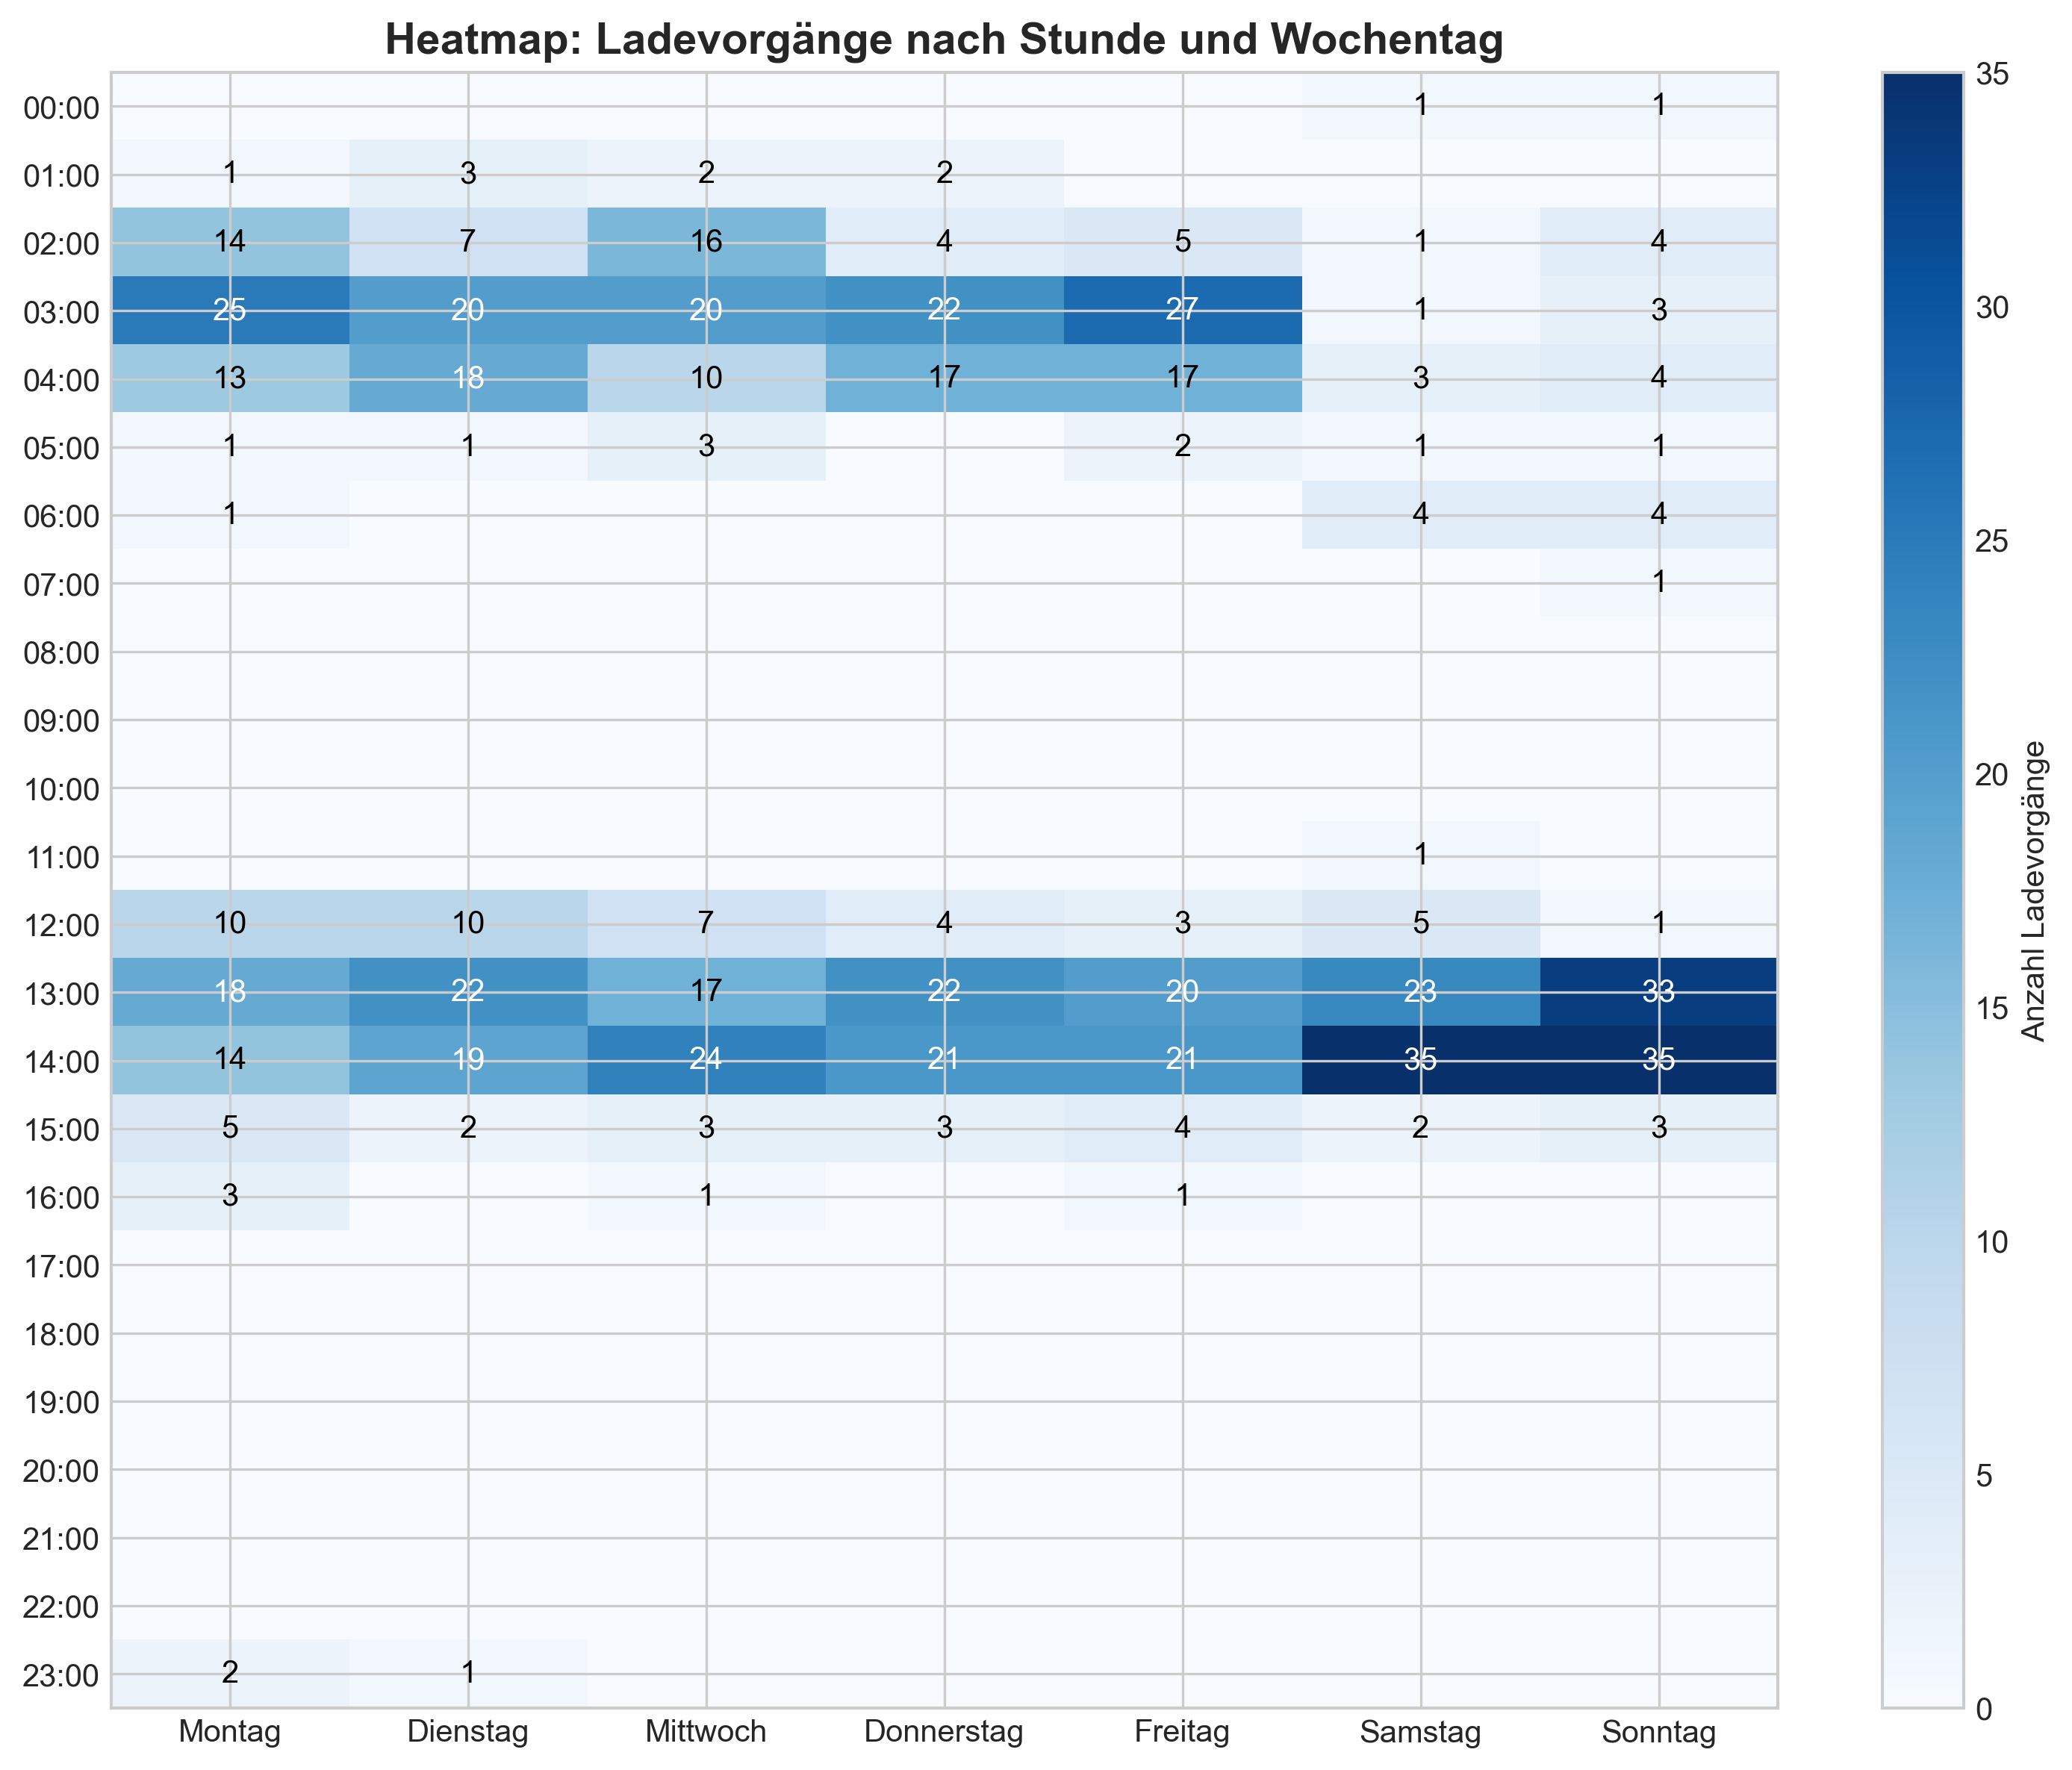 Heatmap: Ladevorgänge nach Stunde und Wochentag
00:00 1 1
01:00 1 3 2 2
02:00 14 7 16 4 5 1 4
03:00 25 20 20 22 27 1 3
04:00 13 18 10 17 17 3 4
05:00 1 1 3 2 1 1
06:00 1 4 4
07:00 1
08:00
09:00
10:00
11:00 1
12:00 10 10 7 4 3 5 1
13:00 18 22 17 22 20 23 33
14:00 14 19 24 21 21 35 35
15:00 5 2 3 3 4 2 3
16:00 3 1 1
17:00
18:00
19:00
20:00
21:00
22:00
23:00 2 1
Montag Dienstag Mittwoch Donnerstag Freitag Samstag Sonntag
35
30
25
20
15
10
5
0
Anzahl Ladevorgänge